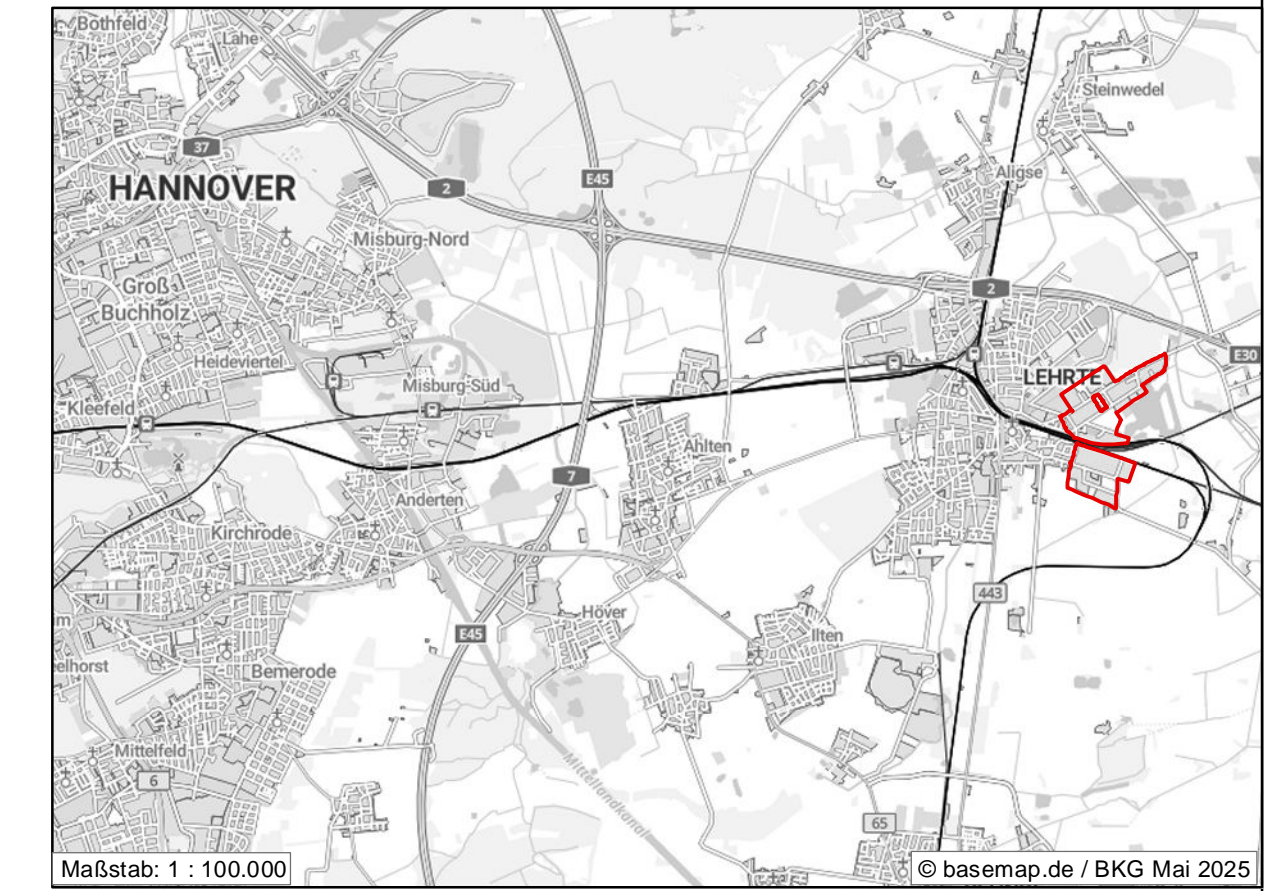 Bothfeld
Lahe
Steinwedel
37
E45
Aligse
HANNOVER
2
Misburg-Nord
Groß
Buchholz
2
Heideviertel
E30
Misburg-Süd
LEHRTE
Kleefeld
Ahlten
7
Anderten
Kirchrode
443
Höver
E45
Ilten
Bemerode
Mittelfeld
6
Mittellandkanal
65
Maßstab: 1 : 100.000
© basemap.de / BKG Mai 2025